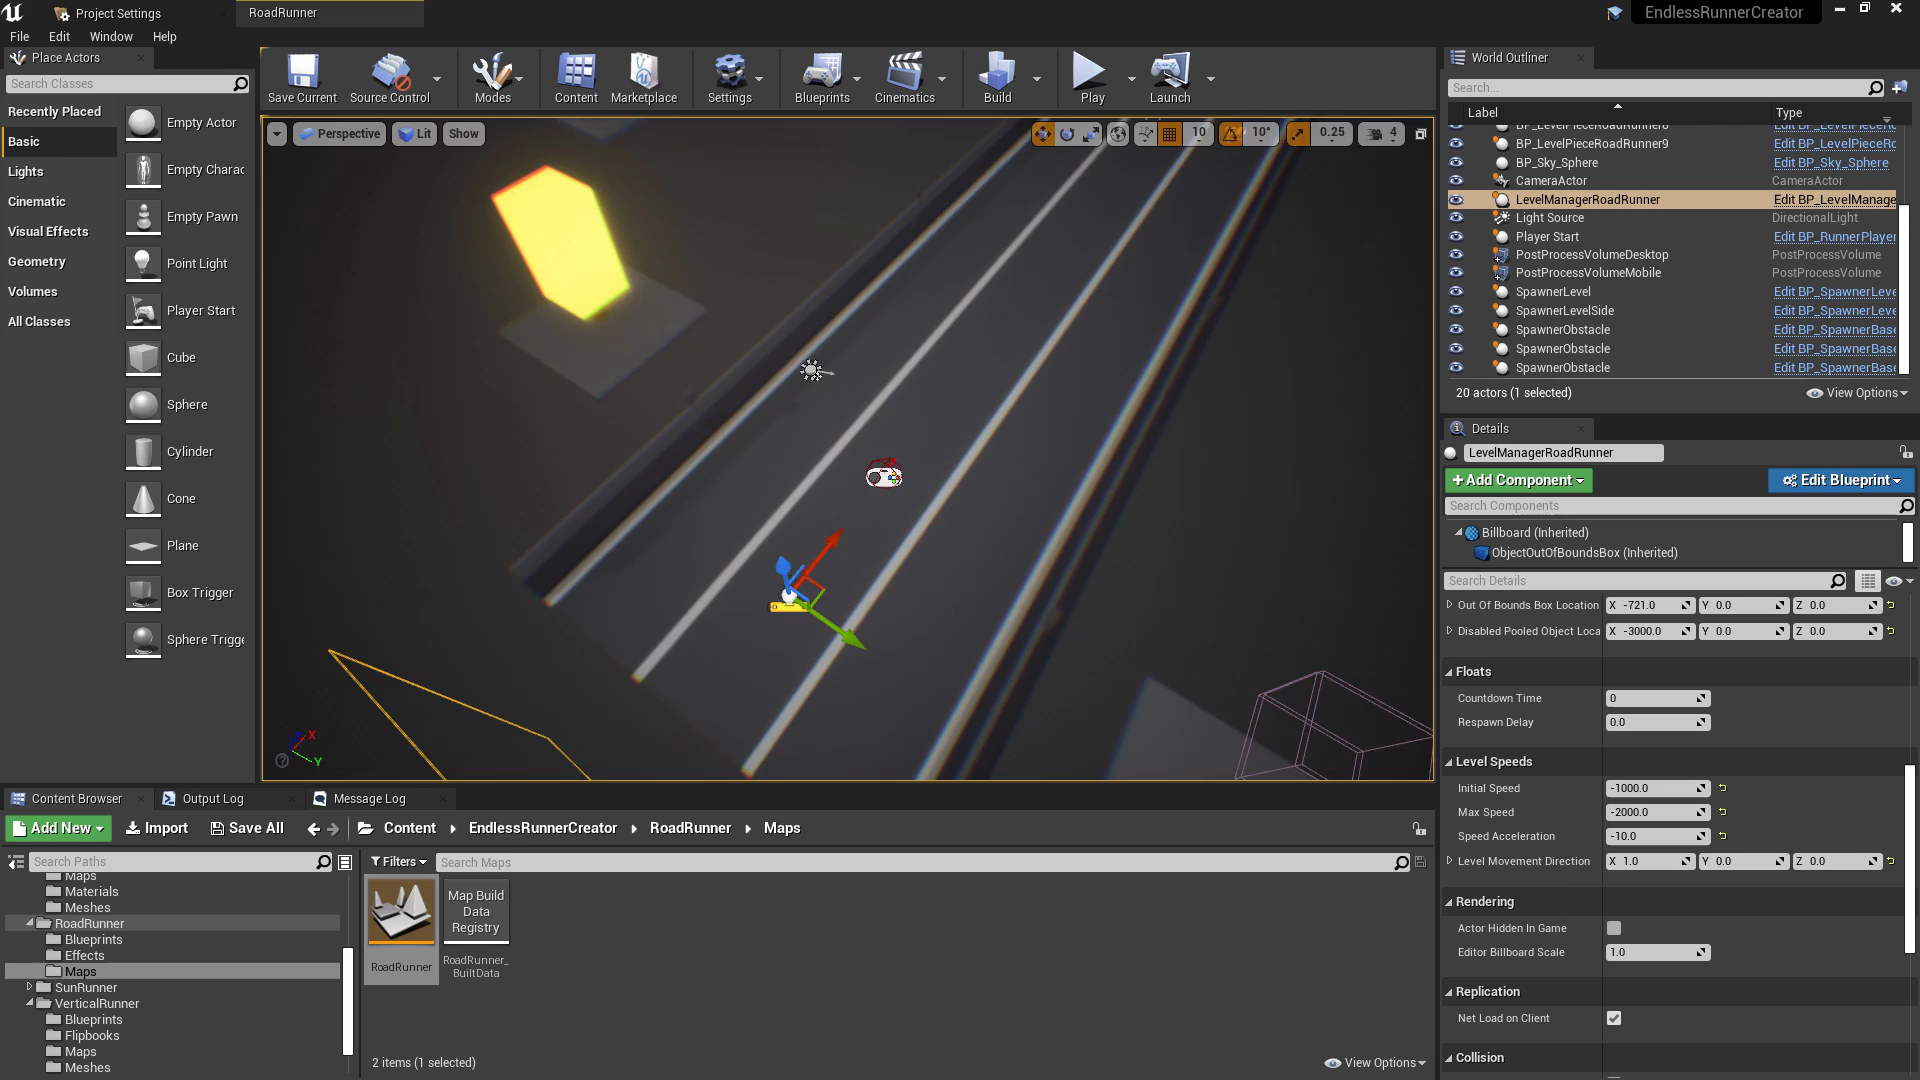 Project Settings
RoadRunner
EndlessRunnerCreator
File
Edit
Window
Help
Place Actors
Search Classes
Recently Placed
Basic
Lights
Cinematic
Visual Effects
Geometry
Volumes
All Classes
Empty Actor
Empty Charac
Empty Pawn
Point Light
Player Start
Cube
Sphere
Cylinder
Cone
Plane
Box Trigger
Sphere Trigge
Save Current
Source Control
Modes
Content
Marketplace
Settings
Blueprints
Cinematics
Build
Play
Launch
Perspective
Lit
Show
10
10°
0.25
4
X
Y
World Outliner
Search...
Label
Type
BP_LevelPieceRoadRunner8
Edit BP_LevelPieceRc
BP_LevelPieceRoadRunner9
Edit BP_LevelPieceRc
BP_Sky_Sphere
Edit BP_Sky_Sphere
CameraActor
CameraActor
LevelManagerRoadRunner
Edit BP_LevelManage
Light Source
DirectionalLight
Player Start
Edit BP_RunnerPlayer
PostProcessVolumeDesktop
PostProcessVolume
PostProcessVolumeMobile
PostProcessVolume
SpawnerLevel
Edit BP_SpawnerLeve
SpawnerLevelSide
Edit BP_SpawnerLeve
SpawnerObstacle
Edit BP_SpawnerBase
SpawnerObstacle
Edit BP_SpawnerBase
SpawnerObstacle
Edit BP_SpawnerBase
20 actors (1 selected)
View Options
Details
LevelManagerRoadRunner
+Add Component
Edit Blueprint
Search Components
Billboard (Inherited)
ObjectOutOfBoundsBox (Inherited)
Search Details
Out Of Bounds Box Location
X -721.0
Y 0.0
Z 0.0
Disabled Pooled Object Loca
X -3000.0
Y 0.0
Z 0.0
Floats
Countdown Time
0
Respawn Delay
0.0
Level Speeds
Initial Speed
-1000.0
Max Speed
-2000.0
Speed Acceleration
-10.0
Level Movement Direction
X 1.0
Y 0.0
Z 0.0
Rendering
Actor Hidden In Game
Editor Billboard Scale
1.0
Replication
Net Load on Client
Collision
Content Browser
Output Log
Message Log
Add New
Import
Save All
Content
EndlessRunnerCreator
RoadRunner
Maps
Search Paths
Filters
Search Maps
Maps
Materials
Meshes
RoadRunner
Blueprints
Effects
Maps
SunRunner
VerticalRunner
Blueprints
Flipbooks
Maps
Meshes
RoadRunner
Map Build
Data
Registry
RoadRunner_
BuiltData
2 items (1 selected)
View Options